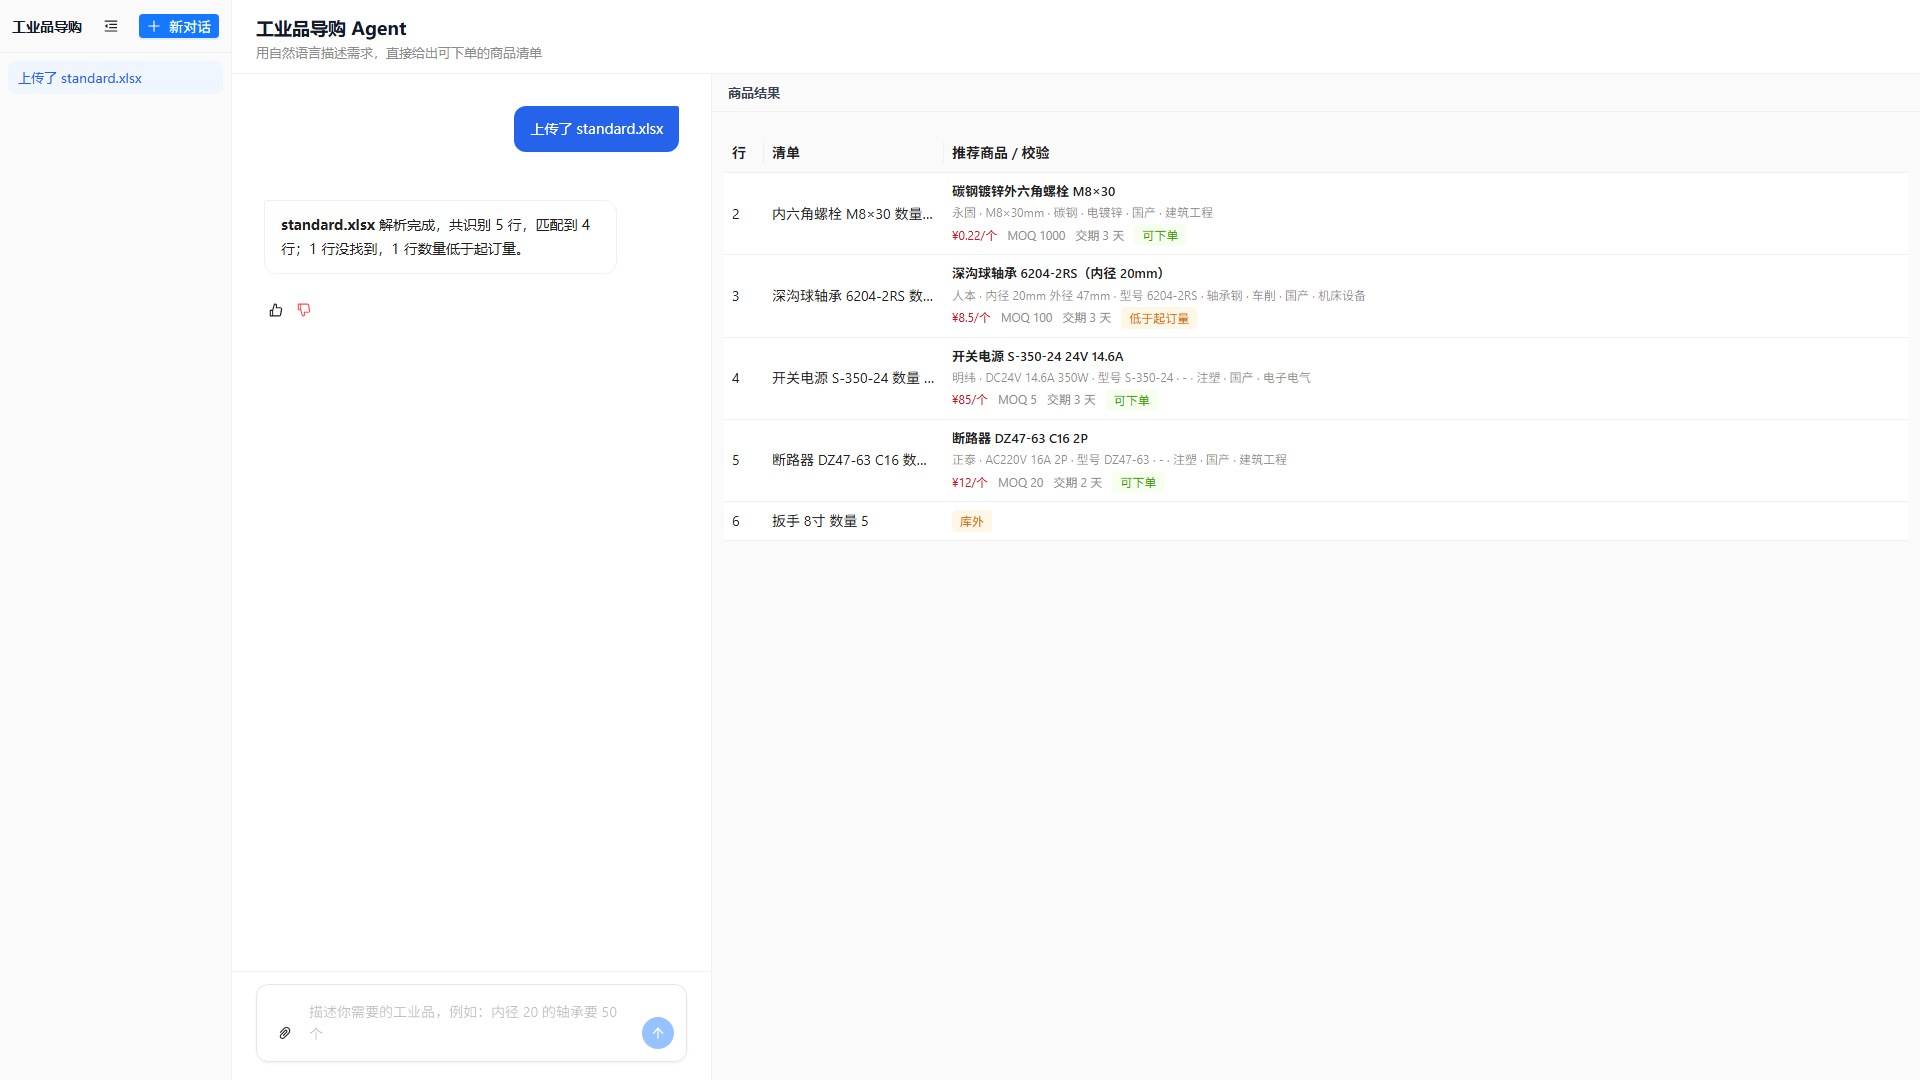 工业品导购
新对话
上传了 standard.xlsx
工业品导购 Agent
用自然语言描述需求，直接给出可下单的商品清单
上传了 standard.xlsx
standard.xlsx 解析完成，共识别 5 行，匹配到 4
行；1 行没找到，1 行数量低于起订量。
描述你需要的工业品，例如：内径 20 的轴承要 50
个
商品结果
行 清单 推荐商品 / 校验
2 内六角螺栓 M8×30 数量...
碳钢镀锌外六角螺栓 M8×30
永固 · M8×30mm · 碳钢 · 电镀锌 · 国产 · 建筑工程
¥0.22/个 MOQ 1000 交期 3 天 可下单
3 深沟球轴承 6204-2RS 数...
深沟球轴承 6204-2RS（内径 20mm）
人本 · 内径 20mm 外径 47mm · 型号 6204-2RS · 轴承钢 · 车削 · 国产 · 机床设备
¥8.5/个 MOQ 100 交期 3 天 低于起订量
4 开关电源 S-350-24 数量 ...
开关电源 S-350-24 24V 14.6A
明纬 · DC24V 14.6A 350W · 型号 S-350-24 · - · 注塑 · 国产 · 电子电气
¥85/个 MOQ 5 交期 3 天 可下单
5 断路器 DZ47-63 C16 数...
断路器 DZ47-63 C16 2P
正泰 · AC220V 16A 2P · 型号 DZ47-63 · - · 注塑 · 国产 · 建筑工程
¥12/个 MOQ 20 交期 2 天 可下单
6 扳手 8寸 数量 5 库外